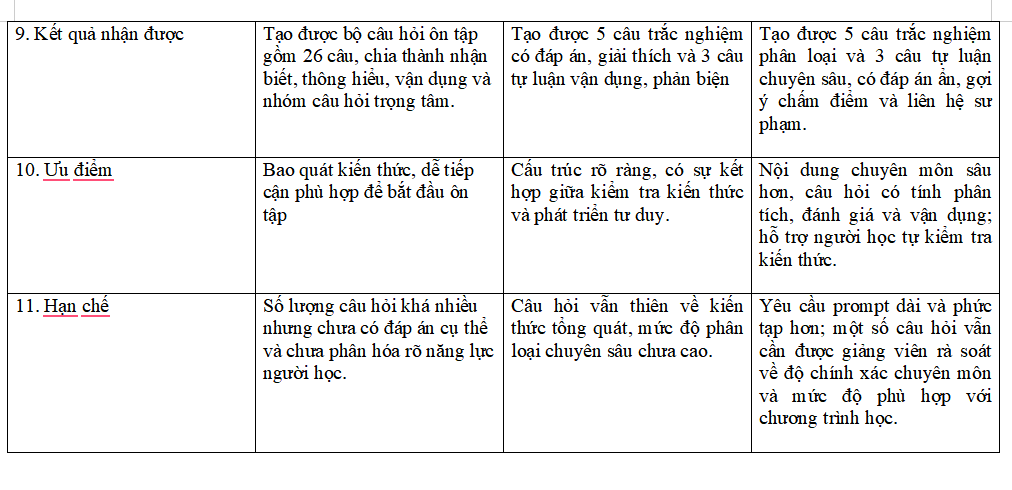 9. Kết quả nhận được
Tạo được bộ câu hỏi ôn tập
gồm 26 câu, chia thành nhận
biết, thông hiểu, vận dụng và
nhóm câu hỏi trọng tâm.
Tạo được 5 câu trắc nghiệm
có đáp án, giải thích và 3 câu
tự luận vận dụng, phản biện
Tạo được 5 câu trắc nghiệm
phân loại và 3 câu tự luận
chuyên sâu, có đáp án ẩn, gợi
ý chấm điểm và liên hệ sư
phạm.
10. Ưu điểm
Bao quát kiến thức, dễ tiếp
cận phù hợp để bắt đầu ôn
tập
Cấu trúc rõ ràng, có sự kết
hợp giữa kiểm tra kiến thức
và phát triển tư duy.
Nội dung chuyên môn sâu
hơn, câu hỏi có tính phân
tích, đánh giá và vận dụng;
hỗ trợ người học tự kiểm tra
kiến thức.
11. Hạn chế
Số lượng câu hỏi khá nhiều
nhưng chưa có đáp án cụ thể
và chưa phân hóa rõ năng lực
người học.
Câu hỏi vẫn thiên về kiến
thức tổng quát, mức độ phân
loại chuyên sâu chưa cao.
Yêu cầu prompt dài và phức
tạp hơn; một số câu hỏi vẫn
cần được giảng viên rà soát
về độ chính xác chuyên môn
và mức độ phù hợp với
chương trình học.